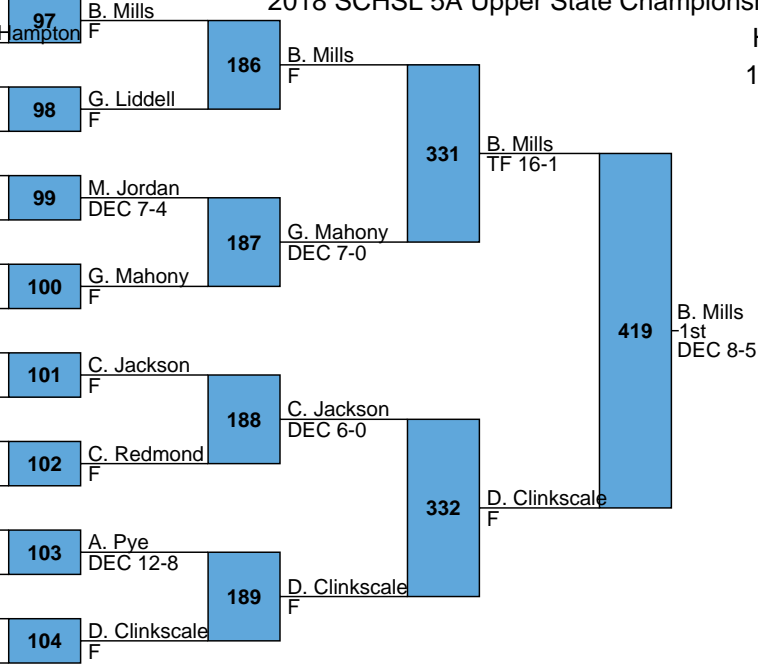 2018 SCHSL 5A Upper State Championsh
H
1
97
Hampton
B. Mills
F
186
B. Mills
F
98
G. Liddell
F
331
B. Mills
TF 16-1
99
M. Jordan
DEC 7-4
187
G. Mahony
DEC 7-0
100
G. Mahony
F
419
B. Mills
1st
DEC 8-5
101
C. Jackson
F
188
C. Jackson
DEC 6-0
102
C. Redmond
F
332
D. Clinkscale
F
103
A. Pye
DEC 12-8
189
D. Clinkscale
F
104
D. Clinkscale
F